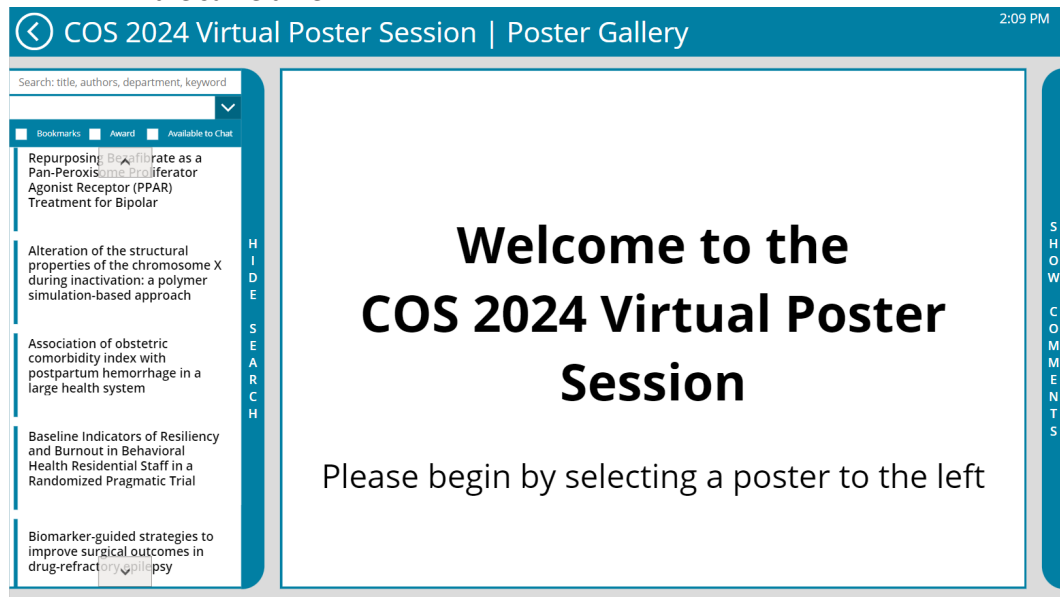 COS 2024 Virtual Poster Session | Poster Gallery
2:09 PM
Search: title, authors, department, keyword
Bookmarks
Award
Available to Chat
Repurposing Bezafibrate as a
Pan-Peroxisome Proliferator
Agonist Receptor (PPAR)
Treatment for Bipolar
Alteration of the structural
properties of the chromosome X
during inactivation: a polymer
simulation-based approach
Association of obstetric
comorbidity index with
postpartum hemorrhage in a
large health system
Baseline Indicators of Resiliency
and Burnout in Behavioral
Health Residential Staff in a
Randomized Pragmatic Trial
Biomarker-guided strategies to
improve surgical outcomes in
drug-refractory epilepsy
HIDE SEARCH
Welcome to the
COS 2024 Virtual Poster
Session
Please begin by selecting a poster to the left
SHOW COMMENTS